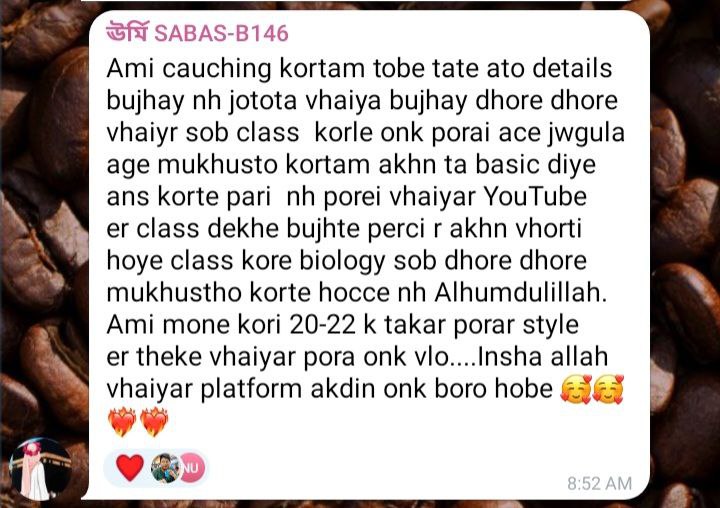 ঊর্মি SABAS-B146
Ami cauching kortam tobe tate ato details
bujhay nh jotota vhaiya bujhay dhore dhore
vhaiyr sob class korle onk porai ace jwgula
age mukhusto kortam akhn ta basic diye
ans korte pari nh porei vhaiyar YouTube
er class dekhe bujhte perci r akhn vhorti
hoye class kore biology sob dhore dhore
mukhustho korte hocce nh Alhumdulillah.
Ami mone kori 20-22 k takar porar style
er theke vhaiyar pora onk vlo....Insha allah
vhaiyar platform akdin onk boro hobe 🥰🥰
❤️‍🔥❤️‍🔥
❤️ NU
8:52 AM